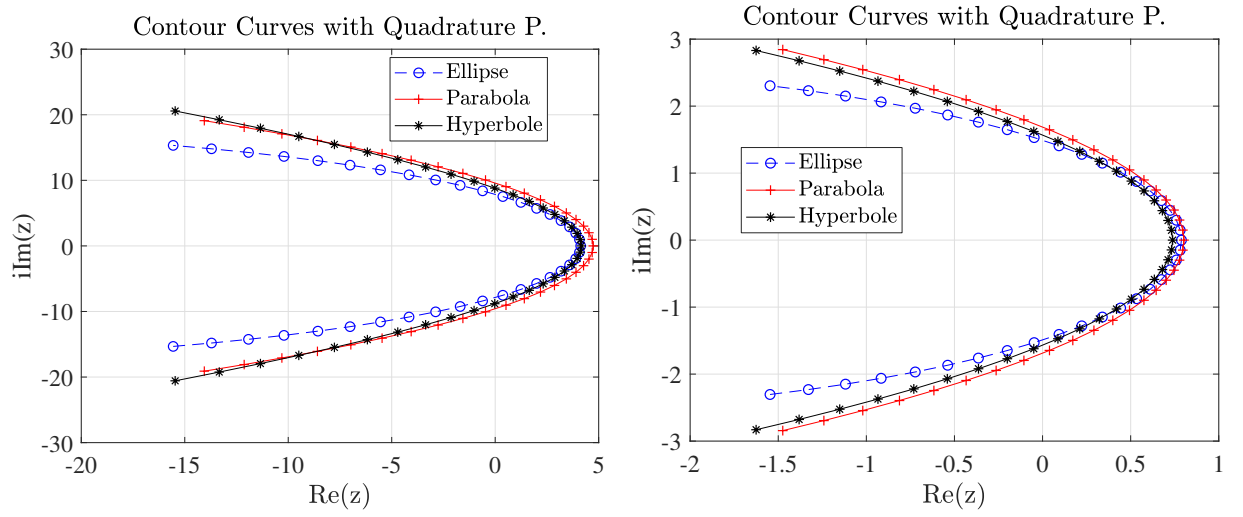 Contour Curves with Quadrature P.
30
20
10
0
-10
-20
-30
-20
-15
-10
-5
0
5
iIm(z)
Re(z)
Ellipse
Parabola
Hyperbole
Contour Curves with Quadrature P.
3
2
1
0
-1
-2
-3
-2
-1.5
-1
-0.5
0
0.5
1
iIm(z)
Re(z)
Ellipse
Parabola
Hyperbole